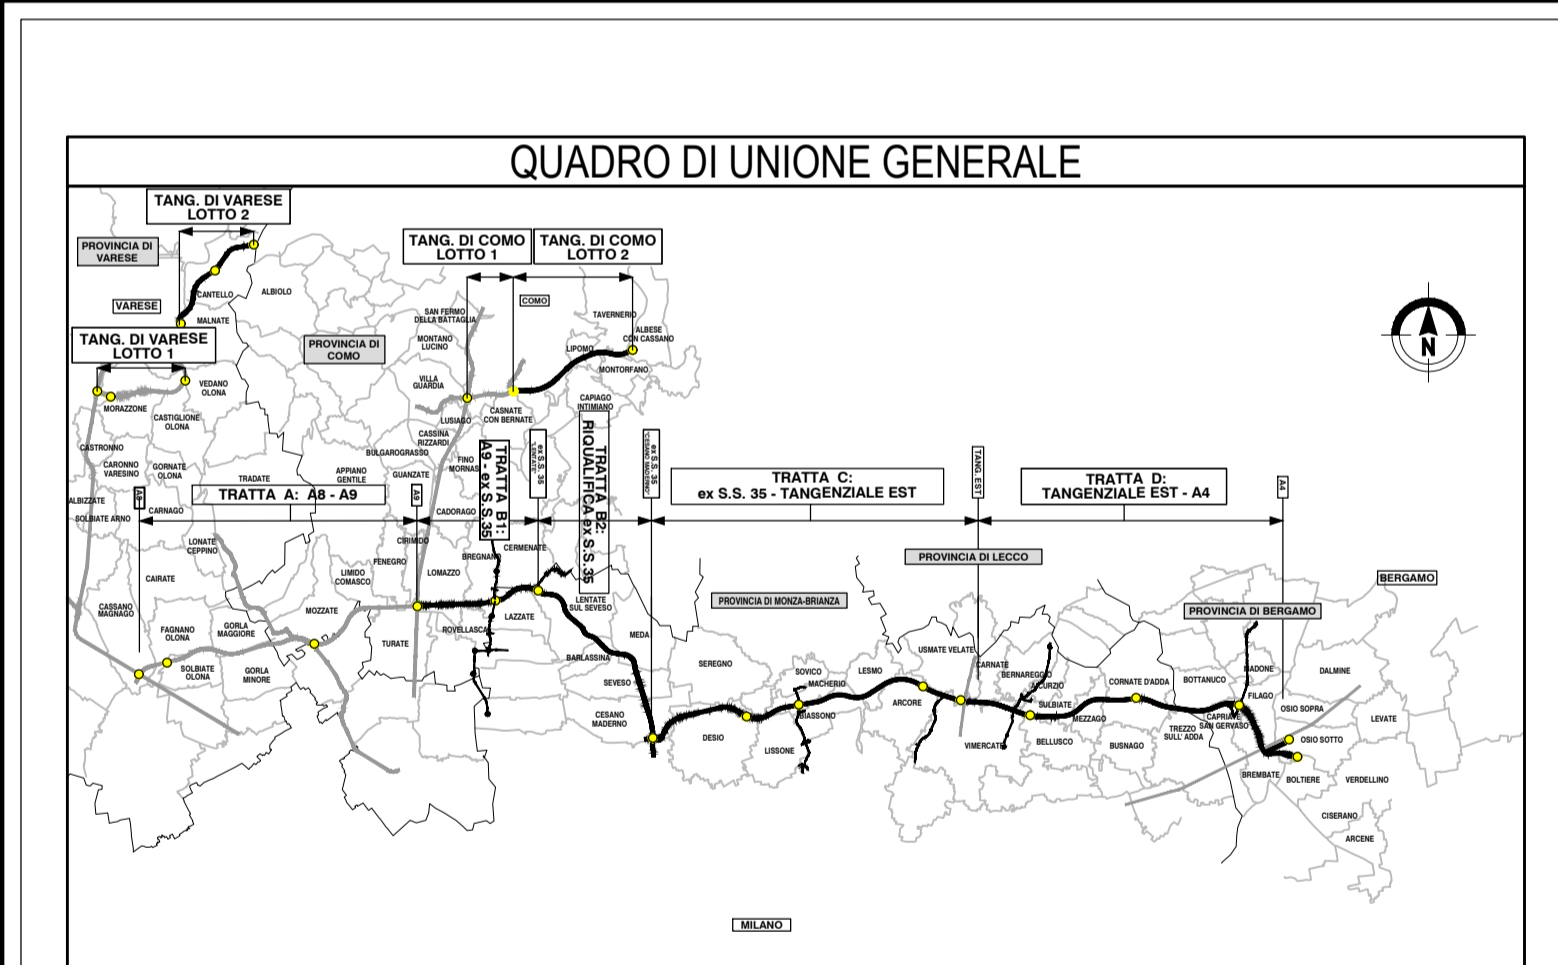 QUADRO DI UNIONE GENERALE
TANG. DI VARESE
LOTTO 2
PROVINCIA DI
VARESE
TANG. DI COMO
LOTTO 1
TANG. DI COMO
LOTTO 2
CANTELLO
ALBIOLO
VARESE
MALNATE
COMO
TANG. DI VARESE
LOTTO 1
PROVINCIA DI
COMO
SAN FERMO
DELLA BATTAGLIA
TAVERNERIO
MONTANO
LUCINO
ALBESE
CON CASSANO
LIPOMO
MONTORFANO
N
VEDANO
OLONA
VILLA
GUARDIA
MORAZZONE
CASTIGLIONE
OLONA
LUSIAGO
CASNATE
CON BERNATE
CAPIAGO
INTIMIANO
CASTRONNO
CASSINA
RIZZARDI
BULGAROGRASSO
CARONNO
VARESINO
GORNATE
OLONA
TRADATE
APPIANO
GENTILE
GUANZATE
FINO
MORNAS
TRATTA B1:
A9 - ex S.S.35
ex S.S. 35
"LENTATE"
TRATTA B2:
RIQUALIFICA ex S.S.35
ex S.S. 35
"CESANO MADERNO"
TANG. EST
A4
ALBIZZATE
A8
TRATTA A: A8 - A9
A9
TRATTA C:
ex S.S. 35 - TANGENZIALE EST
TRATTA D:
TANGENZIALE EST - A4
SOLBIATE ARNO
CARNAGO
CADORAGO
LONATE
CEPPINO
CIRIMIDO
CERMENATE
BREGNANO
FENEGRO
LOMAZZO
PROVINCIA DI LECCO
CAIRATE
LIMIDO
COMASCO
BERGAMO
CASSANO
MAGNAGO
MOZZATE
LAZZATE
LENTATE
SUL SEVESO
PROVINCIA DI MONZA-BRIANZA
PROVINCIA DI BERGAMO
FAGNANO
OLONA
GORLA
MAGGIORE
TURATE
ROVELLASCA
MEDA
USMATE VELATE
BARLASSINA
SEREGNO
CARNATE
SOLBIATE
OLONA
GORLA
MINORE
SOVICO
LESMO
BERNAREGGIO
MADONE
DALMINE
SEVESO
MACHERIO
AICURZIO
CORNATE D'ADDA
BOTTANUCO
FILAGO
ARCORE
SULBIATE
OSIO SOPRA
CESANO
MADERNO
BIASSONO
MEZZAGO
CAPRIATE
SAN GERVASO
LEVATE
DESIO
TREZZO
SULL' ADDA
LISSONE
VIMERCATE
BELLUSCO
BUSNAGO
OSIO SOTTO
BREMBATE
BOLTIERE
VERDELLINO
CISERANO
ARCENE
MILANO